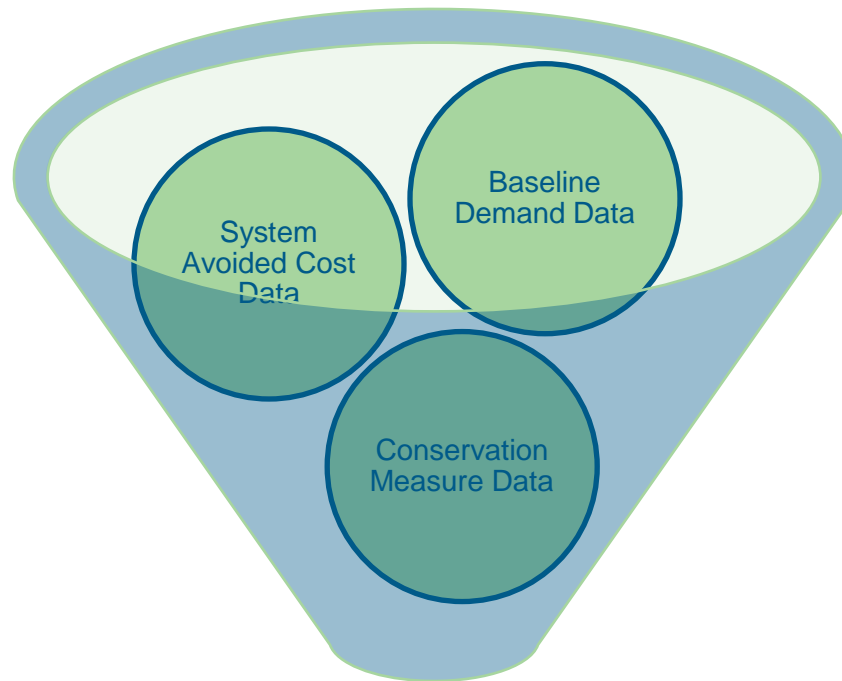 Baseline
Demand Data
System
Avoided Cost
Data
Conservation
Measure Data